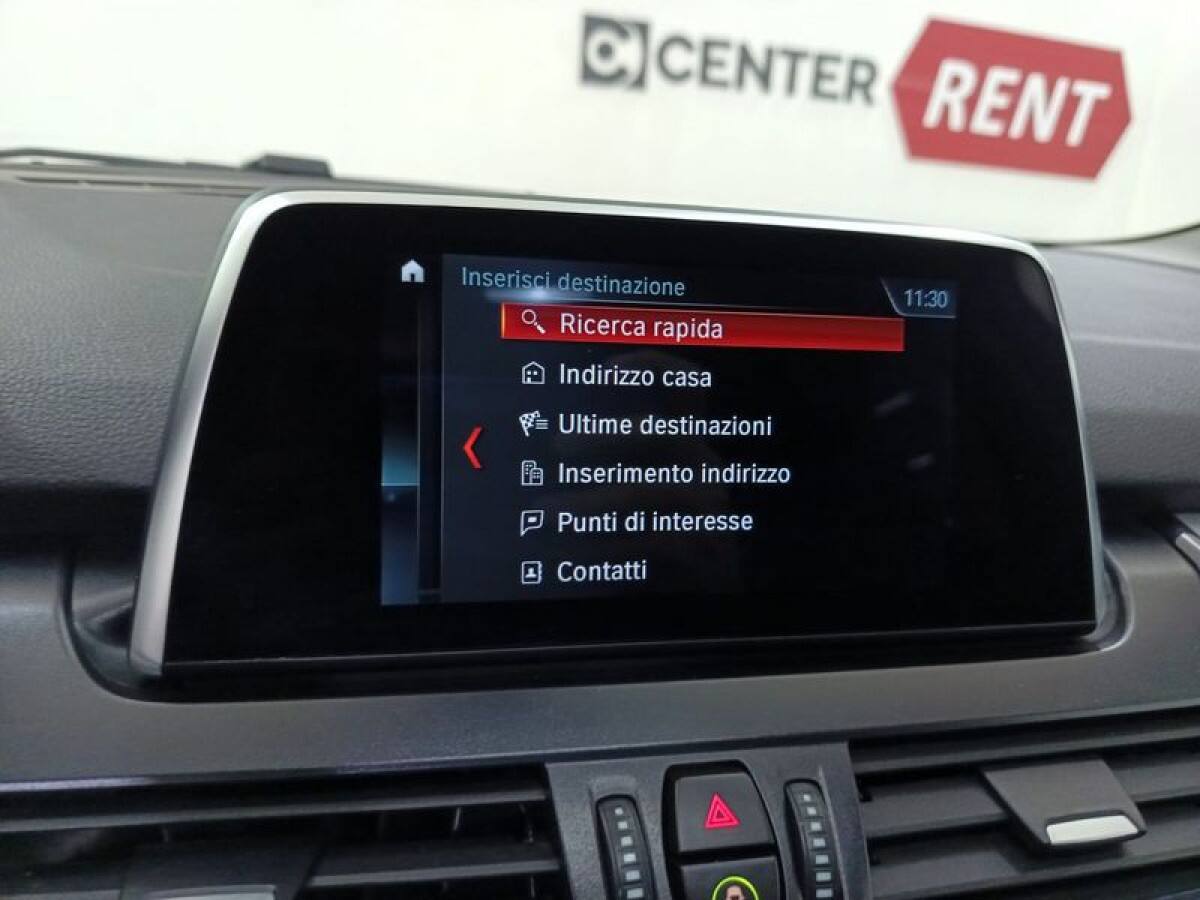 CENTER RENT
Inserisci destinazione
11:30
Ricerca rapida
Indirizzo casa
Ultime destinazioni
Inserimento indirizzo
Punti di interesse
Contatti